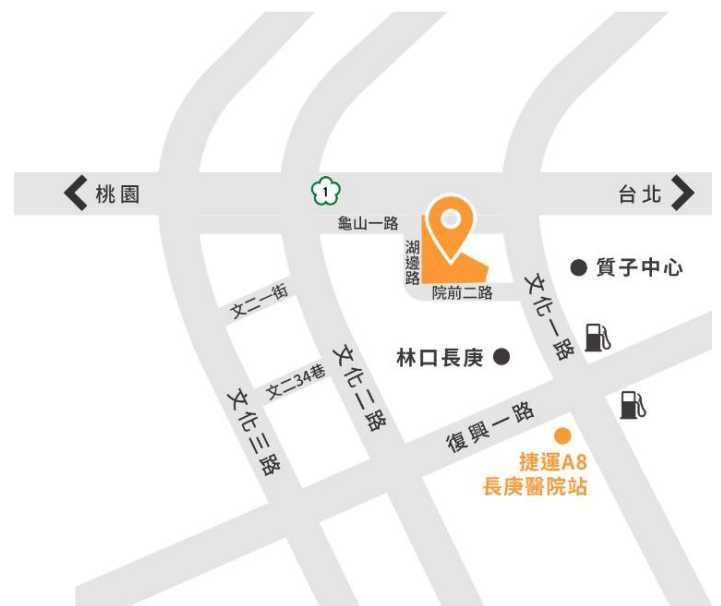 桃園
1
台北
龜山一路
湖邊路
質子中心
院前二路
文二一街
文化一路
林口長庚
文化二路
文二34巷
文化三路
復興一路
捷運A8
長庚醫院站